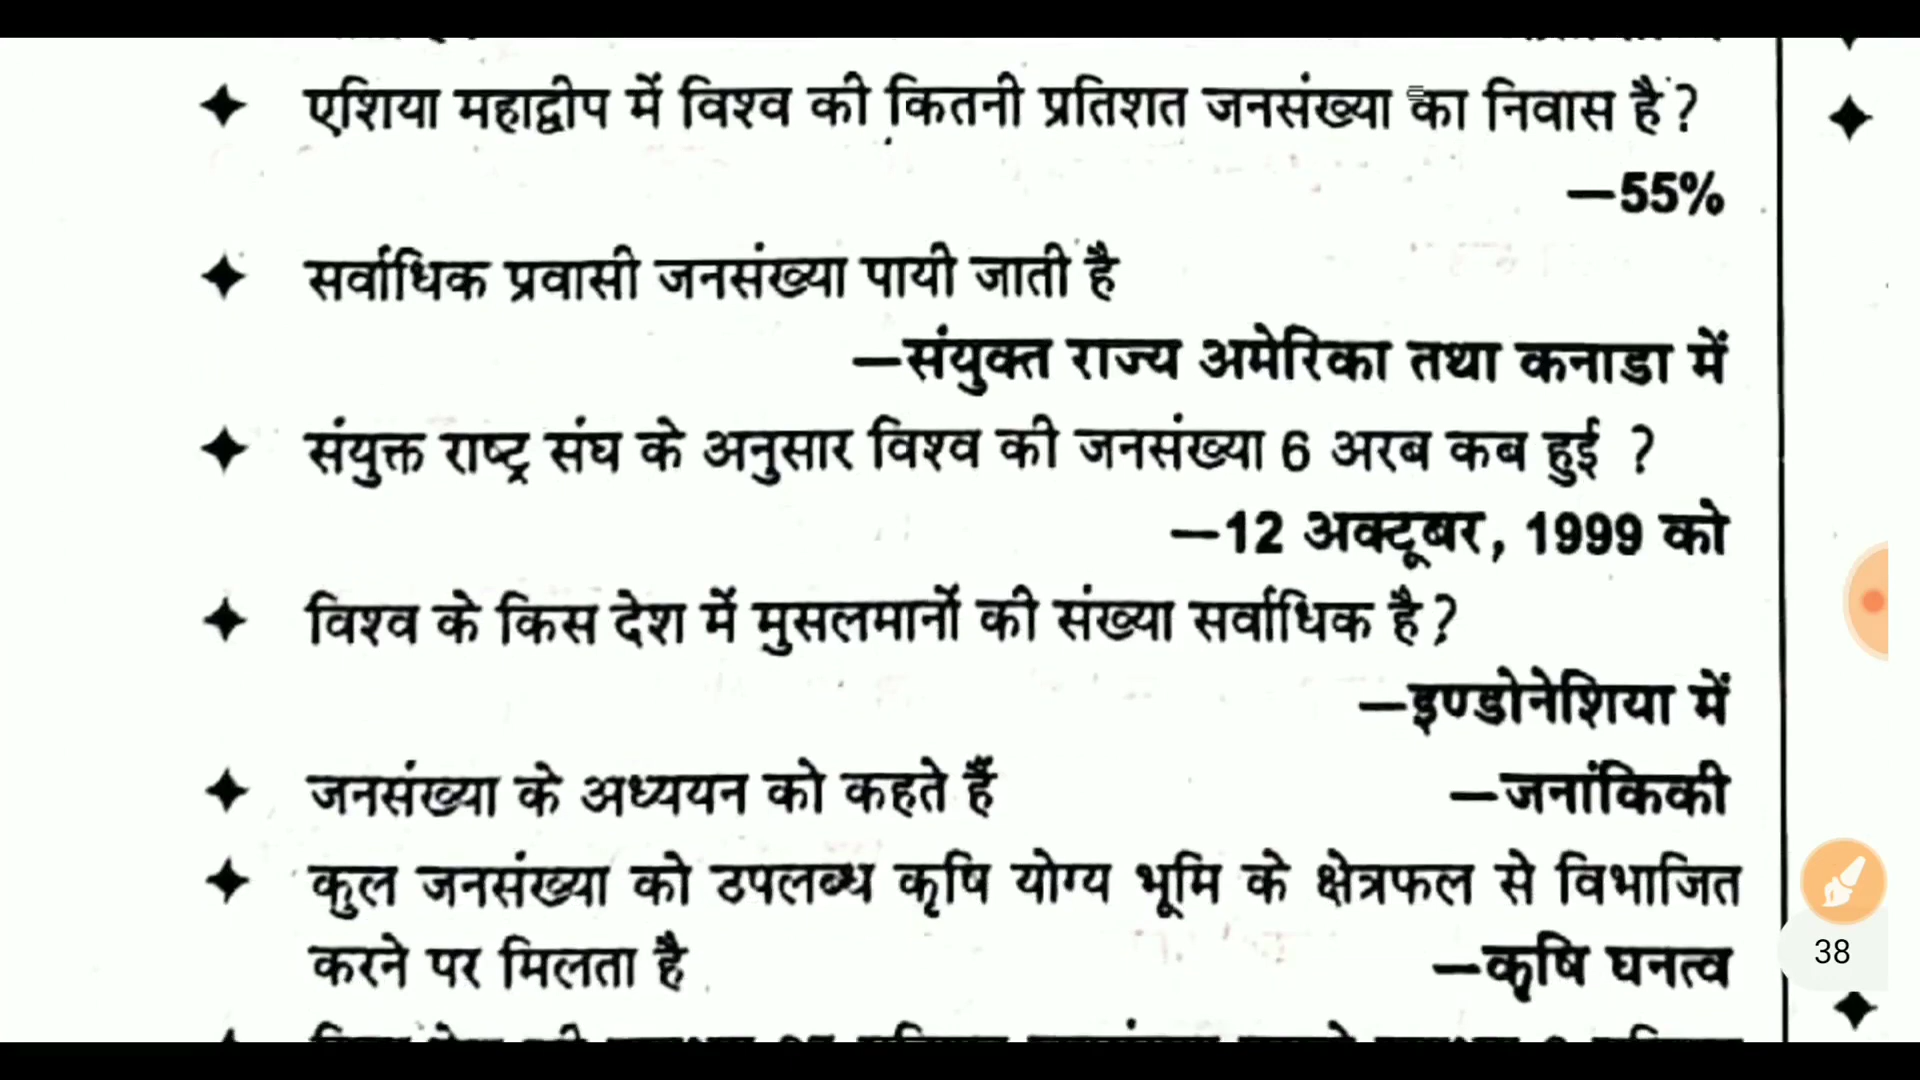 एशिया महाद्वीप में विश्व की कितनी प्रतिशत जनसंख्या का निवास है?
—55%
सर्वाधिक प्रवासी जनसंख्या पायी जाती है
—संयुक्त राज्य अमेरिका तथा कनाडा में
संयुक्त राष्ट्र संघ के अनुसार विश्व की जनसंख्या 6 अरब कब हुई ?
—12 अक्टूबर, 1999 को
विश्व के किस देश में मुसलमानों की संख्या सर्वाधिक है?
—इण्डोनेशिया में
जनसंख्या के अध्ययन को कहते हैं —जनांकिकी
कुल जनसंख्या को उपलब्ध कृषि योग्य भूमि के क्षेत्रफल से विभाजित
करने पर मिलता है —कृषि घनत्व
38